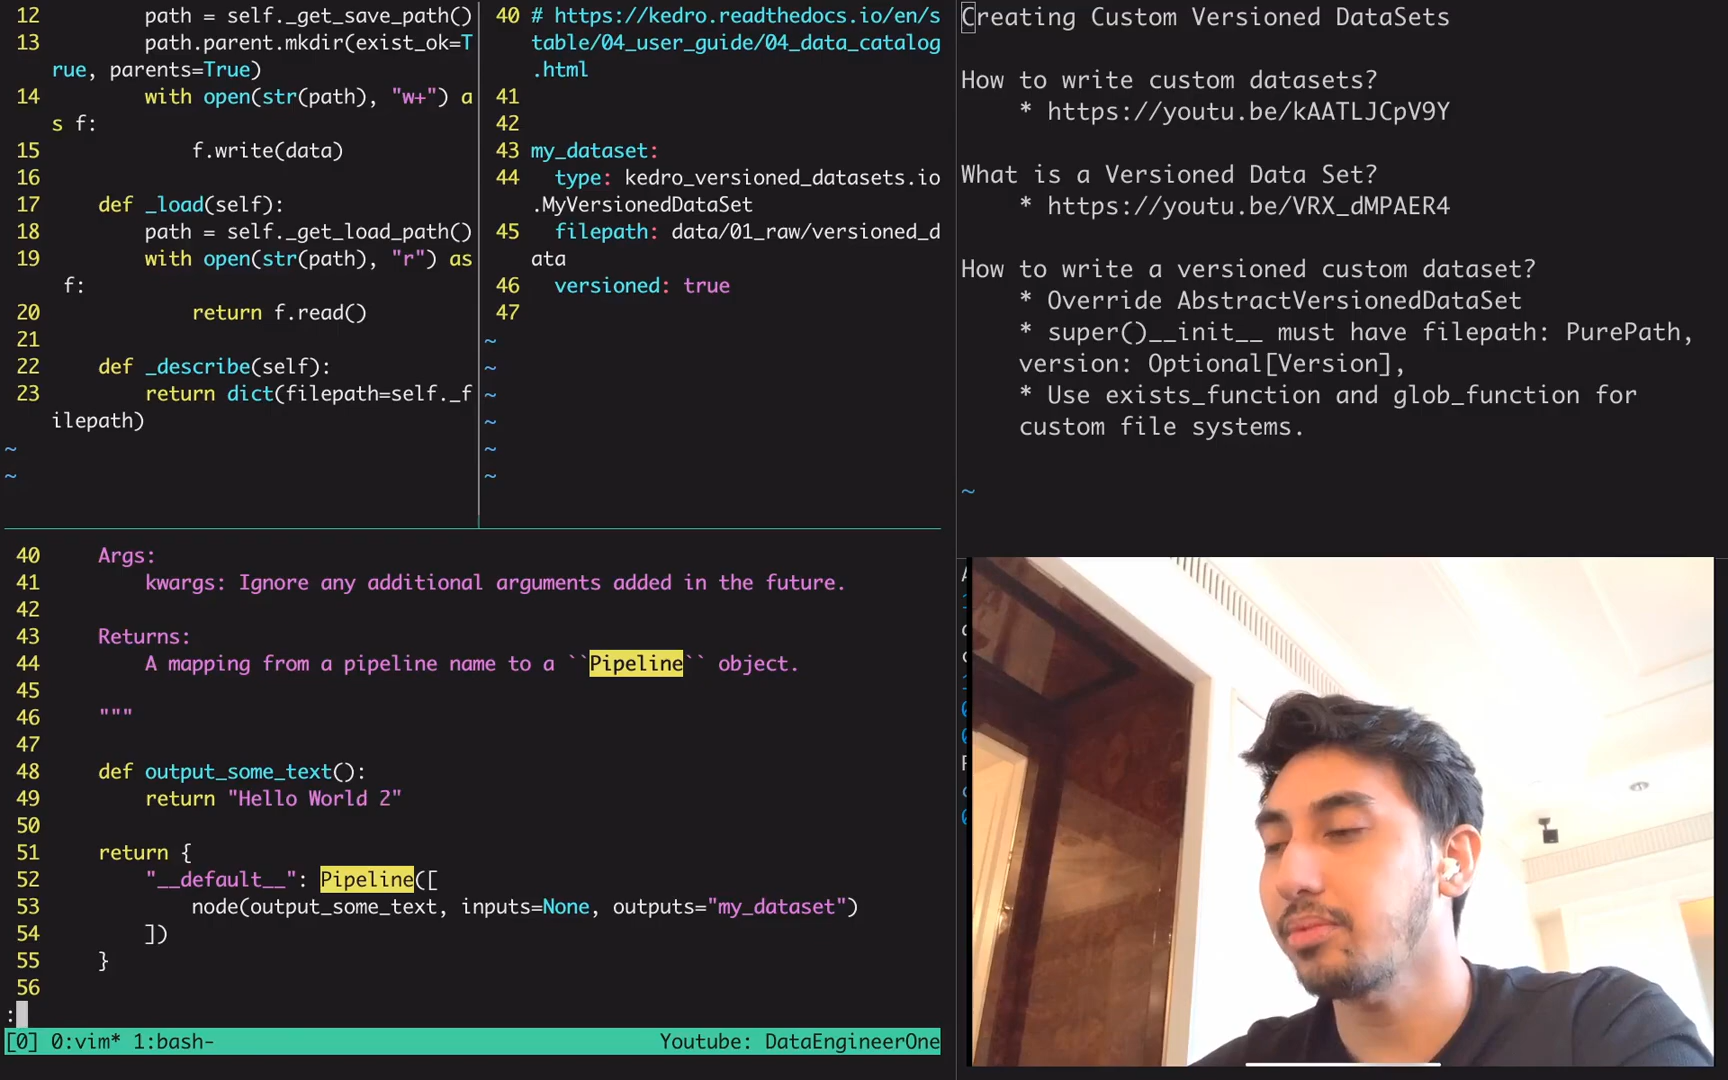 12         path = self._get_save_path()
13         path.parent.mkdir(exist_ok=T
rue, parents=True)
14         with open(str(path), "w+") a
s f:
15             f.write(data)
16
17     def _load(self):
18         path = self._get_load_path()
19         with open(str(path), "r") as
 f:
20             return f.read()
21
22     def _describe(self):
23         return dict(filepath=self._f
ilepath)
~
~
40 # https://kedro.readthedocs.io/en/s
table/04_user_guide/04_data_catalog
.html
41
42
43 my_dataset:
44   type: kedro_versioned_datasets.io
.MyVersionedDataSet
45   filepath: data/01_raw/versioned_d
ata
46   versioned: true
47
~
~
~
~
~
~
Creating Custom Versioned DataSets
How to write custom datasets?
* https://youtu.be/kAATLJCpV9Y
What is a Versioned Data Set?
* https://youtu.be/VRX_dMPAER4
How to write a versioned custom dataset?
* Override AbstractVersionedDataSet
* super()__init__ must have filepath: PurePath,
version: Optional[Version],
* Use exists_function and glob_function for
custom file systems.
~
40     Args:
41         kwargs: Ignore any additional arguments added in the future.
42
43     Returns:
44         A mapping from a pipeline name to a ``Pipeline`` object.
45
46     """
47
48     def output_some_text():
49         return "Hello World 2"
50
51     return {
52         "__default__": Pipeline([
53             node(output_some_text, inputs=None, outputs="my_dataset")
54         ])
55     }
56
:
[0] 0:vim* 1:bash-                Youtube: DataEngineerOne